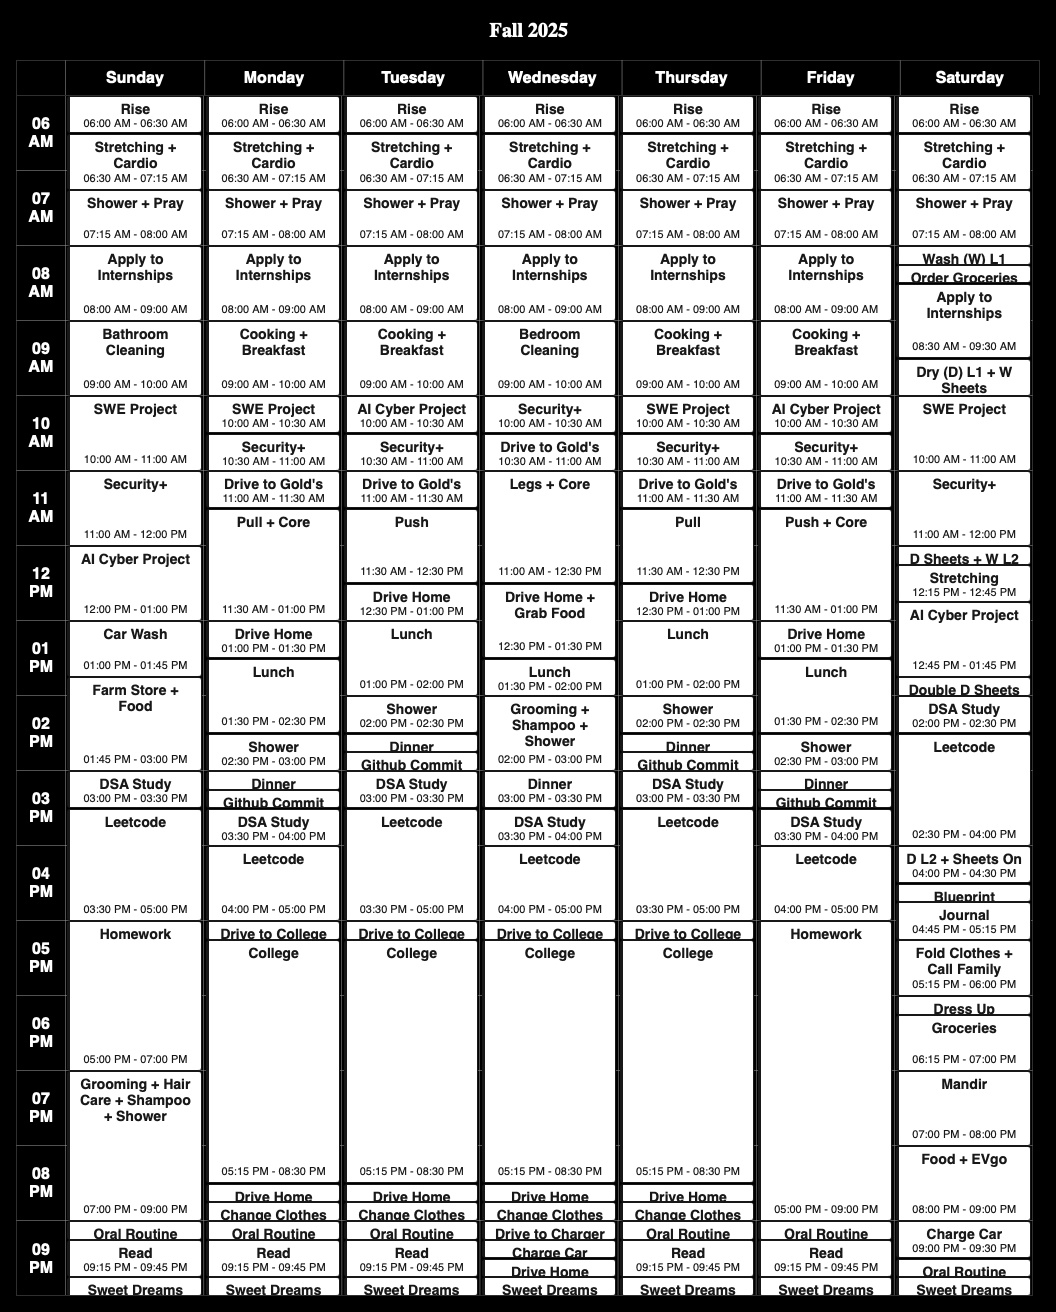 Fall 2025
Sunday
Monday
Tuesday
Wednesday
Thursday
Friday
Saturday
06
AM
07
AM
08
AM
09
AM
10
AM
11
AM
12
PM
01
PM
02
PM
03
PM
04
PM
05
PM
06
PM
07
PM
08
PM
09
PM
Rise
06:00 AM - 06:30 AM
Stretching +
Cardio
06:30 AM - 07:15 AM
Shower + Pray
07:15 AM - 08:00 AM
Apply to
Internships
08:00 AM - 09:00 AM
Bathroom
Cleaning
09:00 AM - 10:00 AM
SWE Project
10:00 AM - 11:00 AM
Security+
11:00 AM - 12:00 PM
AI Cyber Project
12:00 PM - 01:00 PM
Car Wash
01:00 PM - 01:45 PM
Farm Store +
Food
01:45 PM - 03:00 PM
DSA Study
03:00 PM - 03:30 PM
Leetcode
03:30 PM - 05:00 PM
Homework
05:00 PM - 07:00 PM
Grooming + Hair
Care + Shampoo
+ Shower
07:00 PM - 09:00 PM
Oral Routine
Read
09:15 PM - 09:45 PM
Sweet Dreams
Rise
06:00 AM - 06:30 AM
Stretching +
Cardio
06:30 AM - 07:15 AM
Shower + Pray
07:15 AM - 08:00 AM
Apply to
Internships
08:00 AM - 09:00 AM
Cooking +
Breakfast
09:00 AM - 10:00 AM
SWE Project
10:00 AM - 10:30 AM
Security+
10:30 AM - 11:00 AM
Drive to Gold's
11:00 AM - 11:30 AM
Pull + Core
11:30 AM - 01:00 PM
Drive Home
01:00 PM - 01:30 PM
Lunch
01:30 PM - 02:30 PM
Shower
02:30 PM - 03:00 PM
Dinner
Github Commit
DSA Study
03:30 PM - 04:00 PM
Leetcode
04:00 PM - 05:00 PM
Drive to College
College
05:15 PM - 08:30 PM
Drive Home
Change Clothes
Oral Routine
Read
09:15 PM - 09:45 PM
Sweet Dreams
Rise
06:00 AM - 06:30 AM
Stretching +
Cardio
06:30 AM - 07:15 AM
Shower + Pray
07:15 AM - 08:00 AM
Apply to
Internships
08:00 AM - 09:00 AM
Cooking +
Breakfast
09:00 AM - 10:00 AM
AI Cyber Project
10:00 AM - 10:30 AM
Security+
10:30 AM - 11:00 AM
Drive to Gold's
11:00 AM - 11:30 AM
Push
11:30 AM - 12:30 PM
Drive Home
12:30 PM - 01:00 PM
Lunch
01:00 PM - 02:00 PM
Shower
02:00 PM - 02:30 PM
Dinner
Github Commit
DSA Study
03:00 PM - 03:30 PM
Leetcode
03:30 PM - 05:00 PM
Drive to College
College
05:15 PM - 08:30 PM
Drive Home
Change Clothes
Oral Routine
Read
09:15 PM - 09:45 PM
Sweet Dreams
Rise
06:00 AM - 06:30 AM
Stretching +
Cardio
06:30 AM - 07:15 AM
Shower + Pray
07:15 AM - 08:00 AM
Apply to
Internships
08:00 AM - 09:00 AM
Bedroom
Cleaning
09:00 AM - 10:00 AM
Security+
10:00 AM - 10:30 AM
Drive to Gold's
10:30 AM - 11:00 AM
Legs + Core
11:00 AM - 12:30 PM
Drive Home +
Grab Food
12:30 PM - 01:30 PM
Lunch
01:30 PM - 02:00 PM
Grooming +
Shampoo +
Shower
02:00 PM - 03:00 PM
Dinner
03:00 PM - 03:30 PM
DSA Study
03:30 PM - 04:00 PM
Leetcode
04:00 PM - 05:00 PM
Drive to College
College
05:15 PM - 08:30 PM
Drive Home
Change Clothes
Drive to Charger
Charge Car
Drive Home
Sweet Dreams
Rise
06:00 AM - 06:30 AM
Stretching +
Cardio
06:30 AM - 07:15 AM
Shower + Pray
07:15 AM - 08:00 AM
Apply to
Internships
08:00 AM - 09:00 AM
Cooking +
Breakfast
09:00 AM - 10:00 AM
SWE Project
10:00 AM - 10:30 AM
Security+
10:30 AM - 11:00 AM
Drive to Gold's
11:00 AM - 11:30 AM
Pull
11:30 AM - 12:30 PM
Drive Home
12:30 PM - 01:00 PM
Lunch
01:00 PM - 02:00 PM
Shower
02:00 PM - 02:30 PM
Dinner
Github Commit
DSA Study
03:00 PM - 03:30 PM
Leetcode
03:30 PM - 05:00 PM
Drive to College
College
05:15 PM - 08:30 PM
Drive Home
Change Clothes
Oral Routine
Read
09:15 PM - 09:45 PM
Sweet Dreams
Rise
06:00 AM - 06:30 AM
Stretching +
Cardio
06:30 AM - 07:15 AM
Shower + Pray
07:15 AM - 08:00 AM
Apply to
Internships
08:00 AM - 09:00 AM
Cooking +
Breakfast
09:00 AM - 10:00 AM
AI Cyber Project
10:00 AM - 10:30 AM
Security+
10:30 AM - 11:00 AM
Drive to Gold's
11:00 AM - 11:30 AM
Push + Core
11:30 AM - 01:00 PM
Drive Home
01:00 PM - 01:30 PM
Lunch
01:30 PM - 02:30 PM
Shower
02:30 PM - 03:00 PM
Dinner
Github Commit
DSA Study
03:30 PM - 04:00 PM
Leetcode
04:00 PM - 05:00 PM
Homework
05:00 PM - 09:00 PM
Oral Routine
Read
09:15 PM - 09:45 PM
Sweet Dreams
Rise
06:00 AM - 06:30 AM
Stretching +
Cardio
06:30 AM - 07:15 AM
Shower + Pray
07:15 AM - 08:00 AM
Wash (W) L1
Order Groceries
Apply to
Internships
08:30 AM - 09:30 AM
Dry (D) L1 + W
Sheets
SWE Project
10:00 AM - 11:00 AM
Security+
11:00 AM - 12:00 PM
D Sheets + W L2
Stretching
12:15 PM - 12:45 PM
AI Cyber Project
12:45 PM - 01:45 PM
Double D Sheets
DSA Study
02:00 PM - 02:30 PM
Leetcode
02:30 PM - 04:00 PM
D L2 + Sheets On
04:00 PM - 04:30 PM
Blueprint
Journal
04:45 PM - 05:15 PM
Fold Clothes +
Call Family
05:15 PM - 06:00 PM
Dress Up
Groceries
06:15 PM - 07:00 PM
Mandir
07:00 PM - 08:00 PM
Food + EVgo
08:00 PM - 09:00 PM
Charge Car
09:00 PM - 09:30 PM
Oral Routine
Sweet Dreams